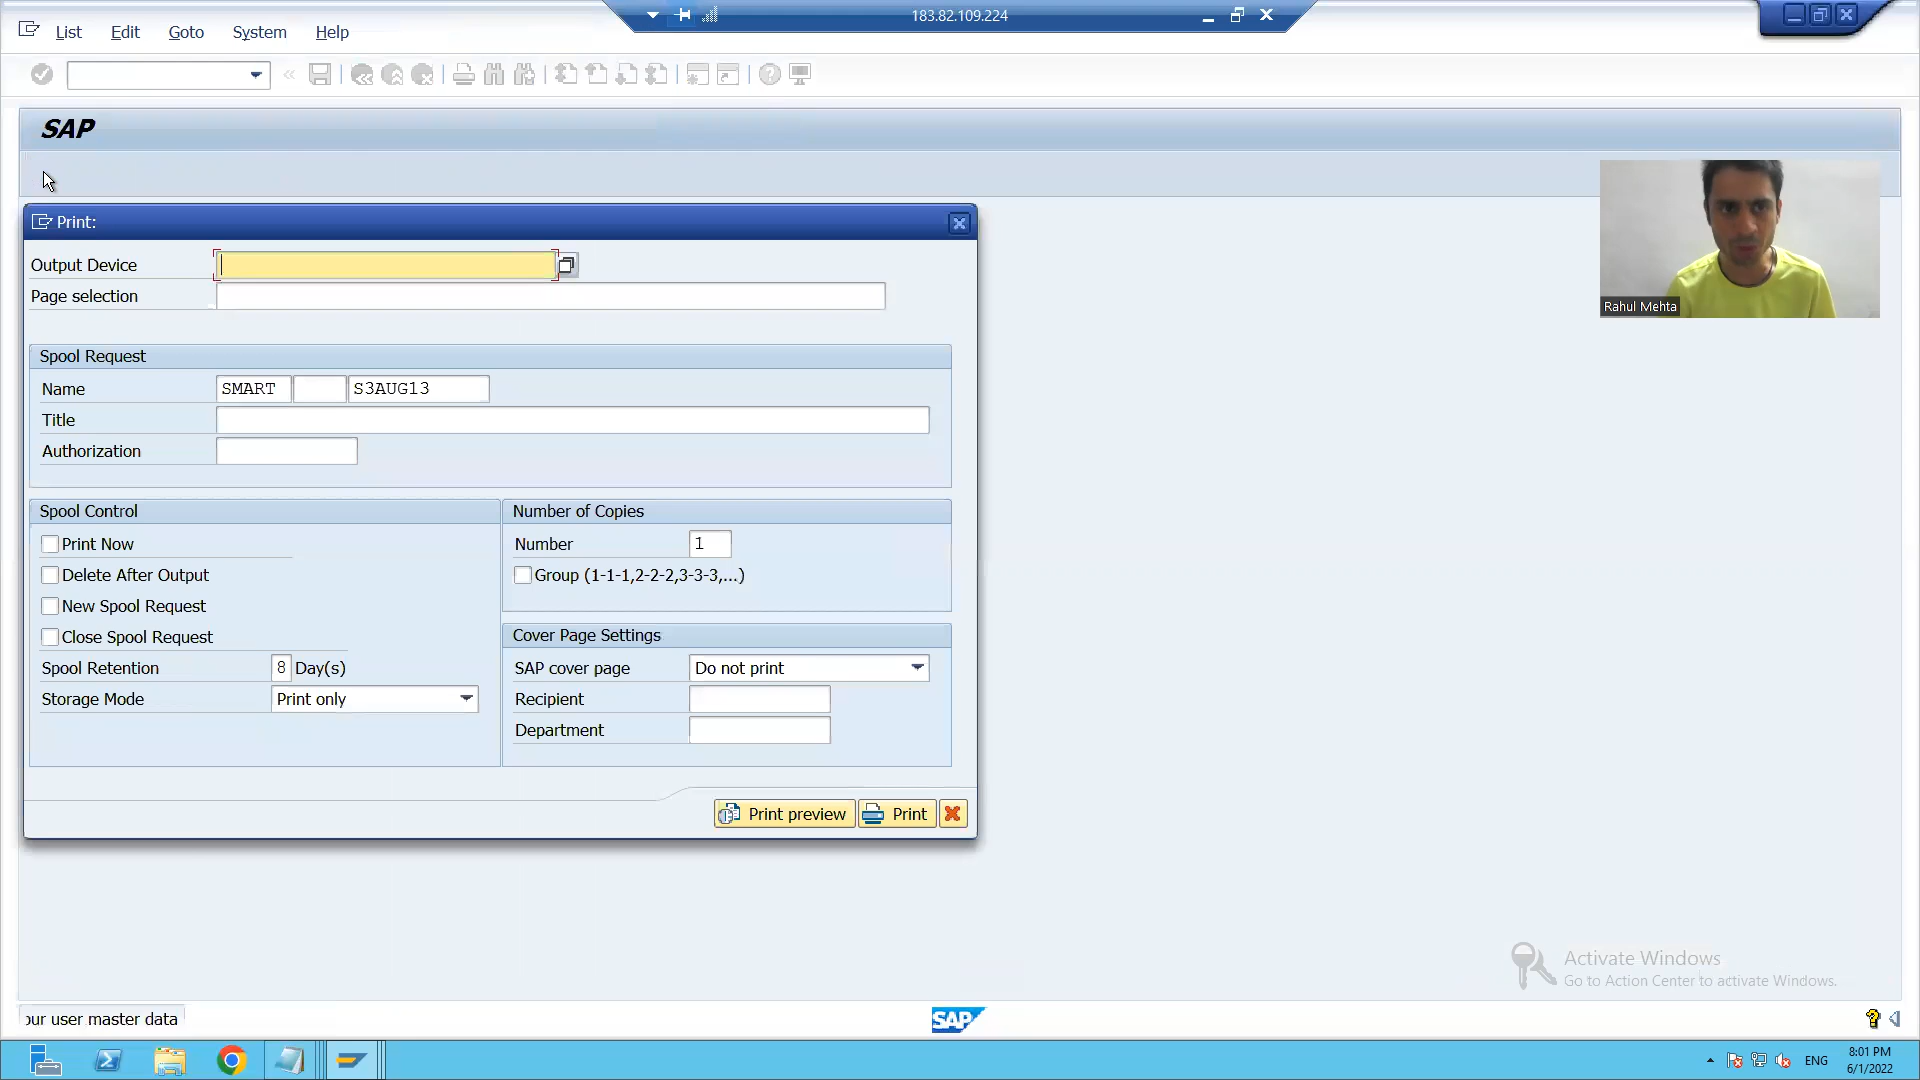 183.82.109.224
List Edit Goto System Help
SAP
Rahul Mehta
Print:
Output Device
Page selection
Spool Request
Name SMART S3AUG13
Title
Authorization
Spool Control
Number of Copies
Print Now
Number 1
Delete After Output
Group (1-1-1,2-2-2,3-3-3,...)
New Spool Request
Close Spool Request
Cover Page Settings
Spool Retention 8 Day(s)
SAP cover page Do not print
Storage Mode Print only
Recipient
Department
Print preview Print
Activate Windows
Go to Action Center to activate Windows.
our user master data
SAP
ENG
8:01 PM
6/1/2022